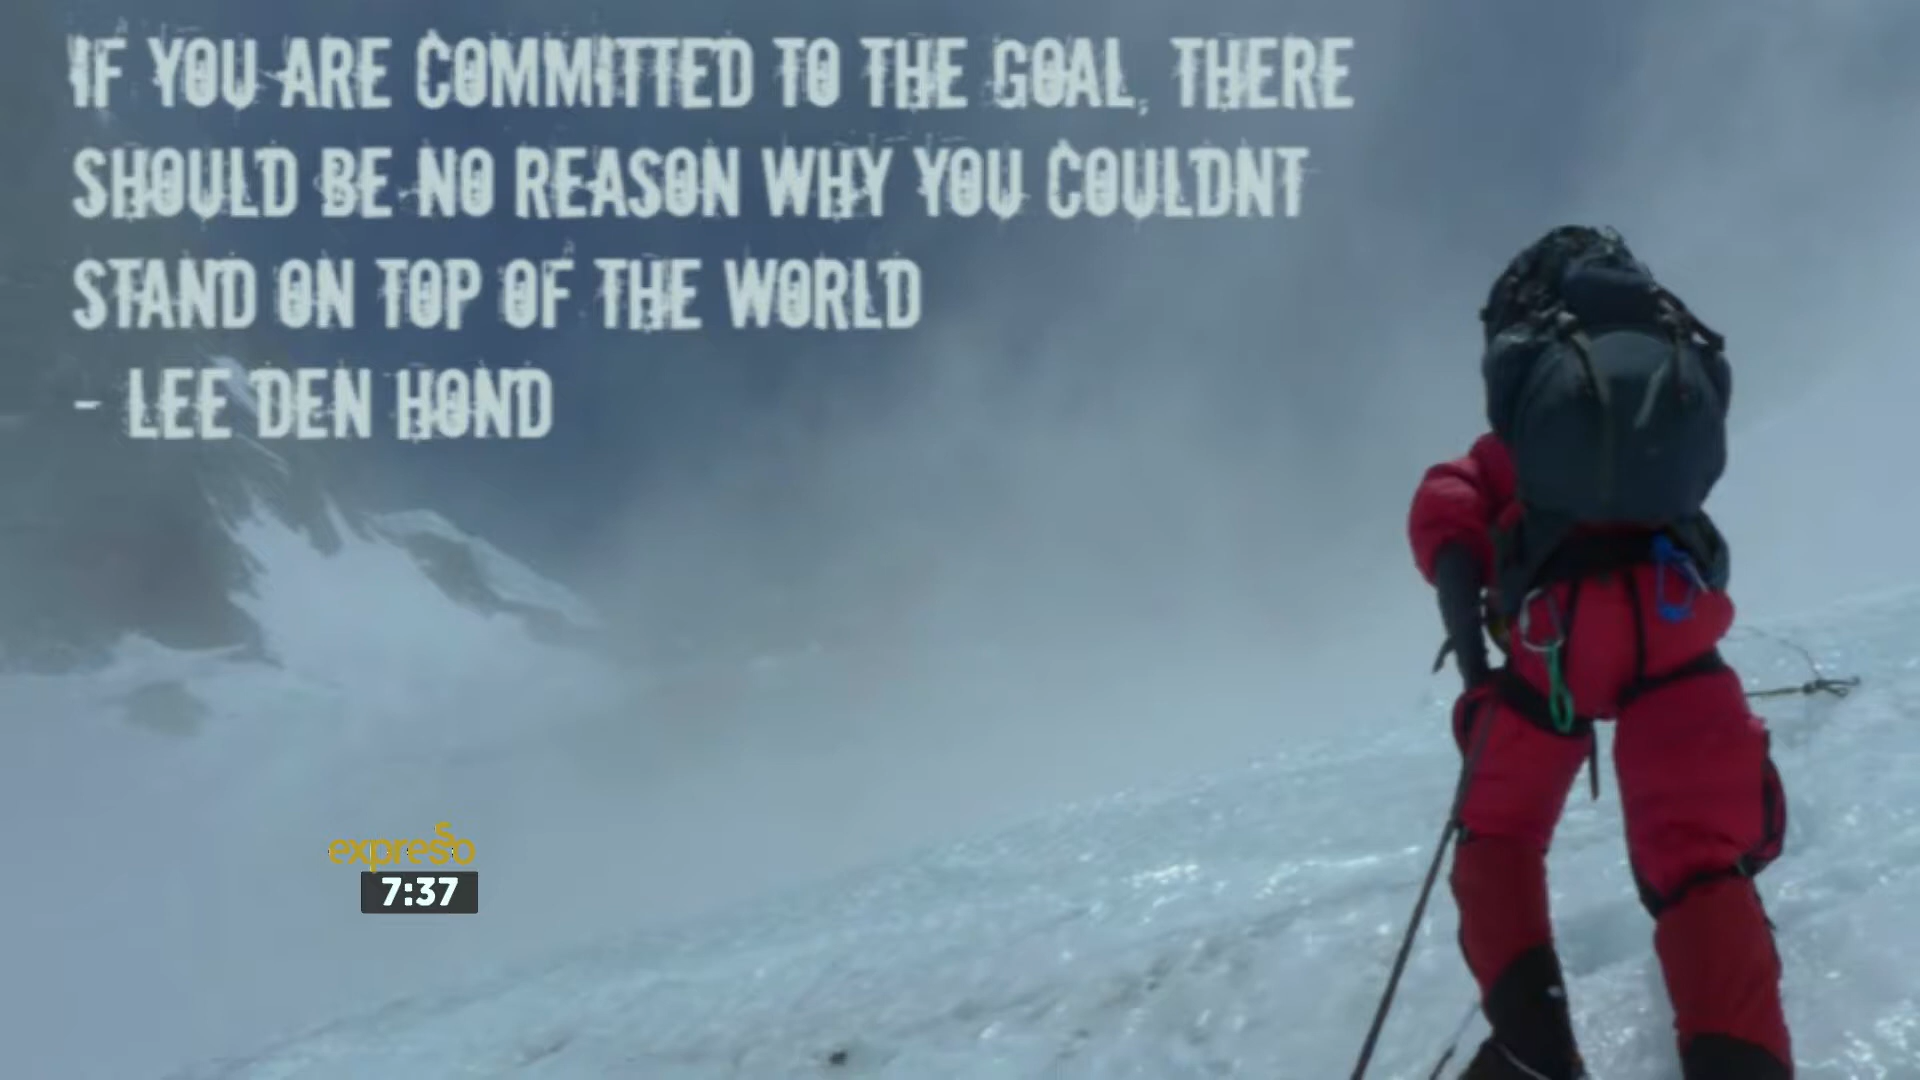 IF YOU ARE COMMITTED TO THE GOAL, THERE
SHOULD BE NO REASON WHY YOU COULDNT
STAND ON TOP OF THE WORLD
- LEE DEN HOND
expresso
7:37